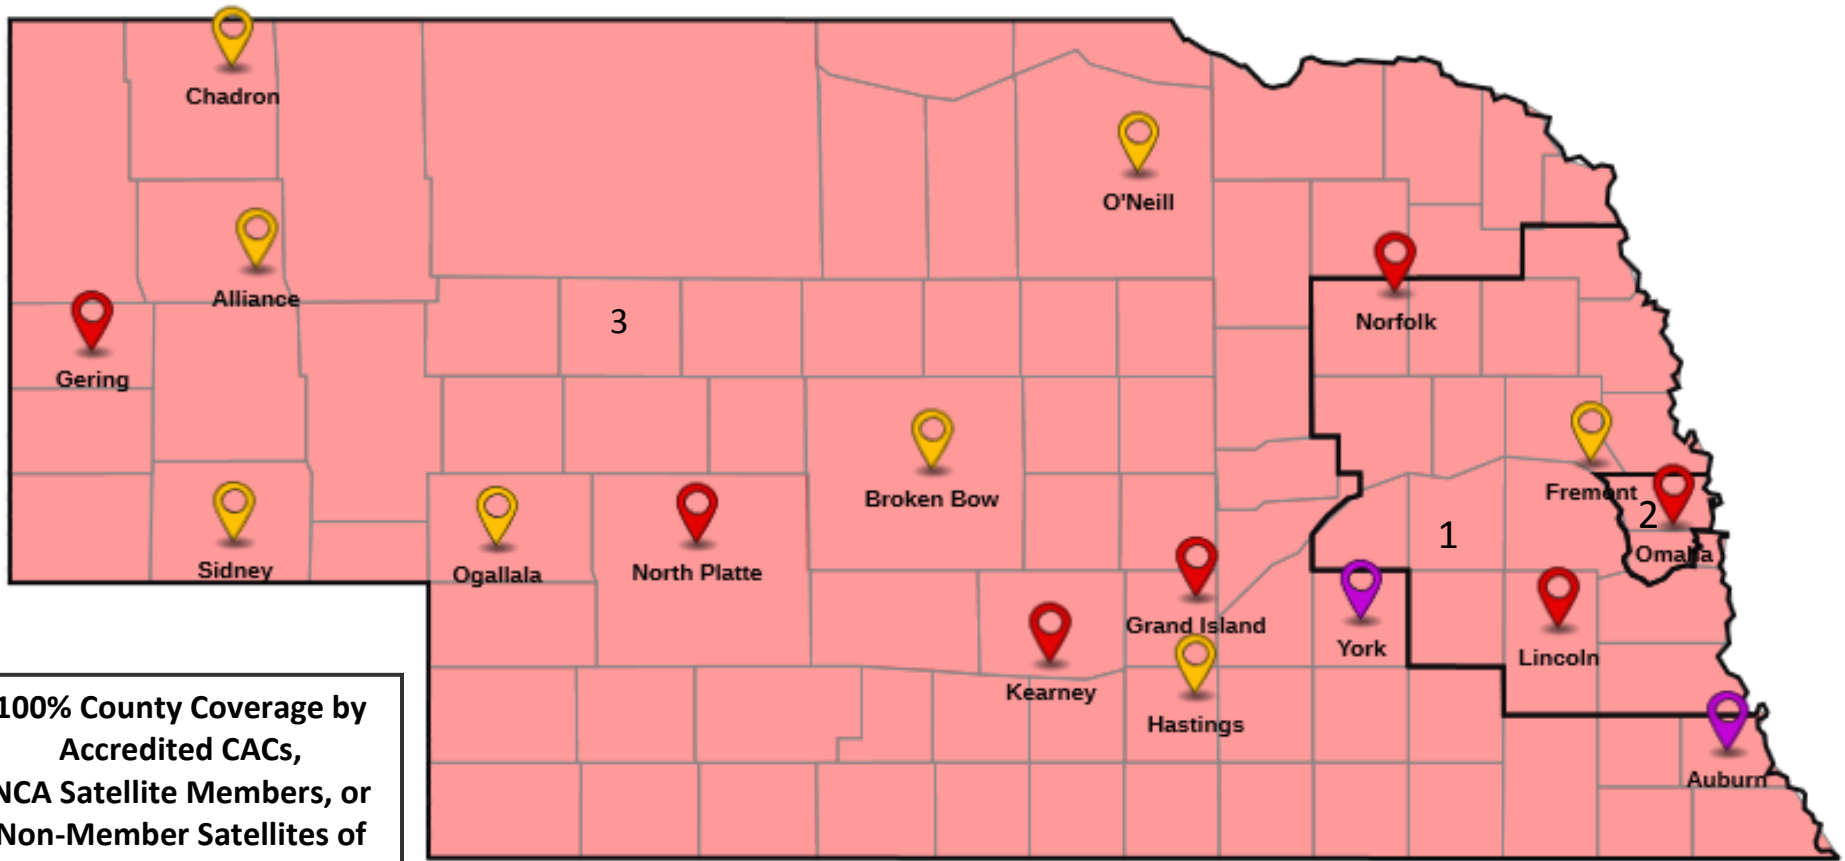 Chadron
O'Neill
Alliance
3
Norfolk
Gering
Broken Bow
Fremont
2
1
Omaha
Sidney
Ogallala
North Platte
Grand Island
York
Lincoln
Kearney
Hastings
Auburn
100% County Coverage by
Accredited CACs,
NCA Satellite Members, or
Non-Member Satellites of